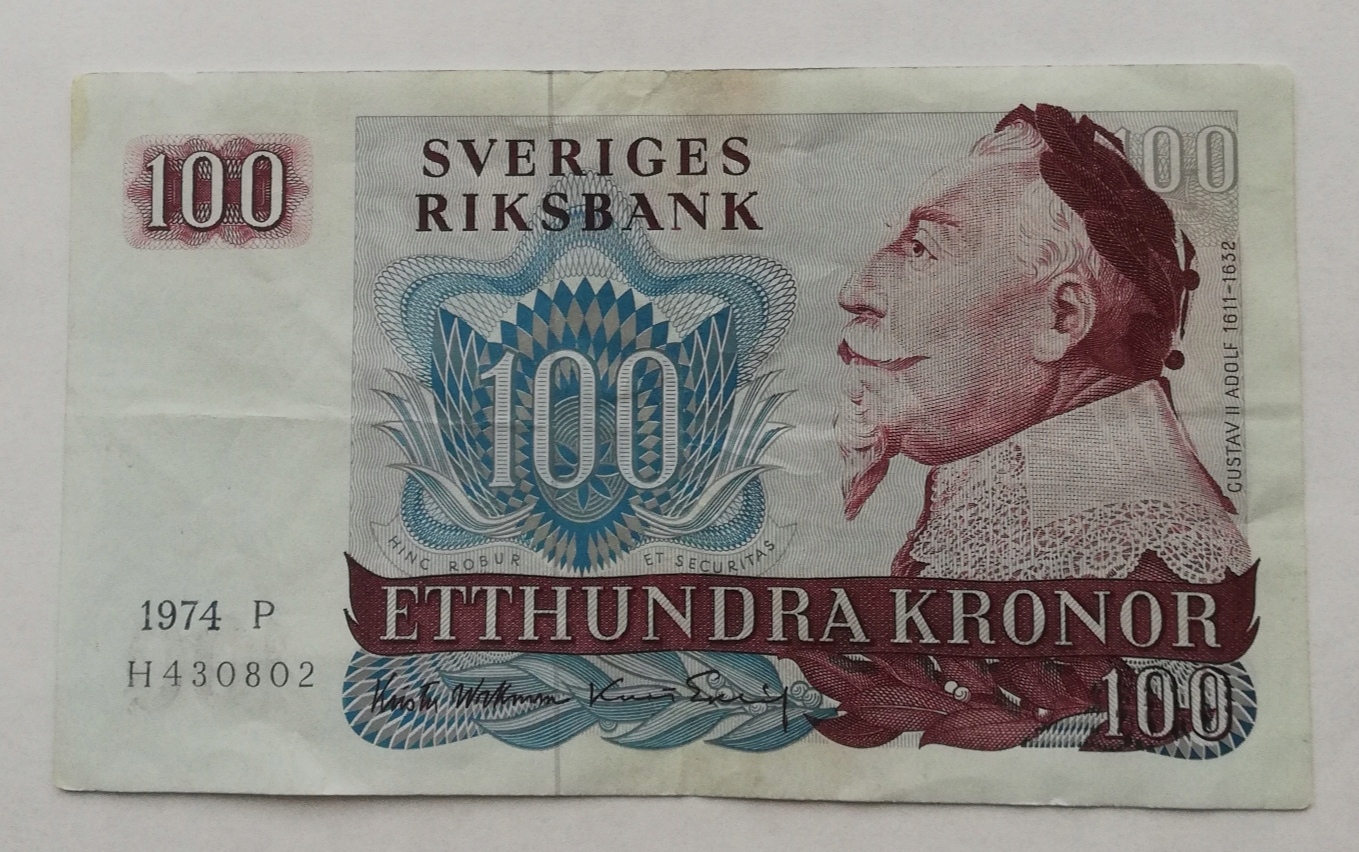 100
SVERIGES
RIKSBANK
100
100
GUSTAV II ADOLF 1611-1632
HINC ROBUR ET SECURITAS
1974 P
H430802
ETTHUNDRA KRONOR
100